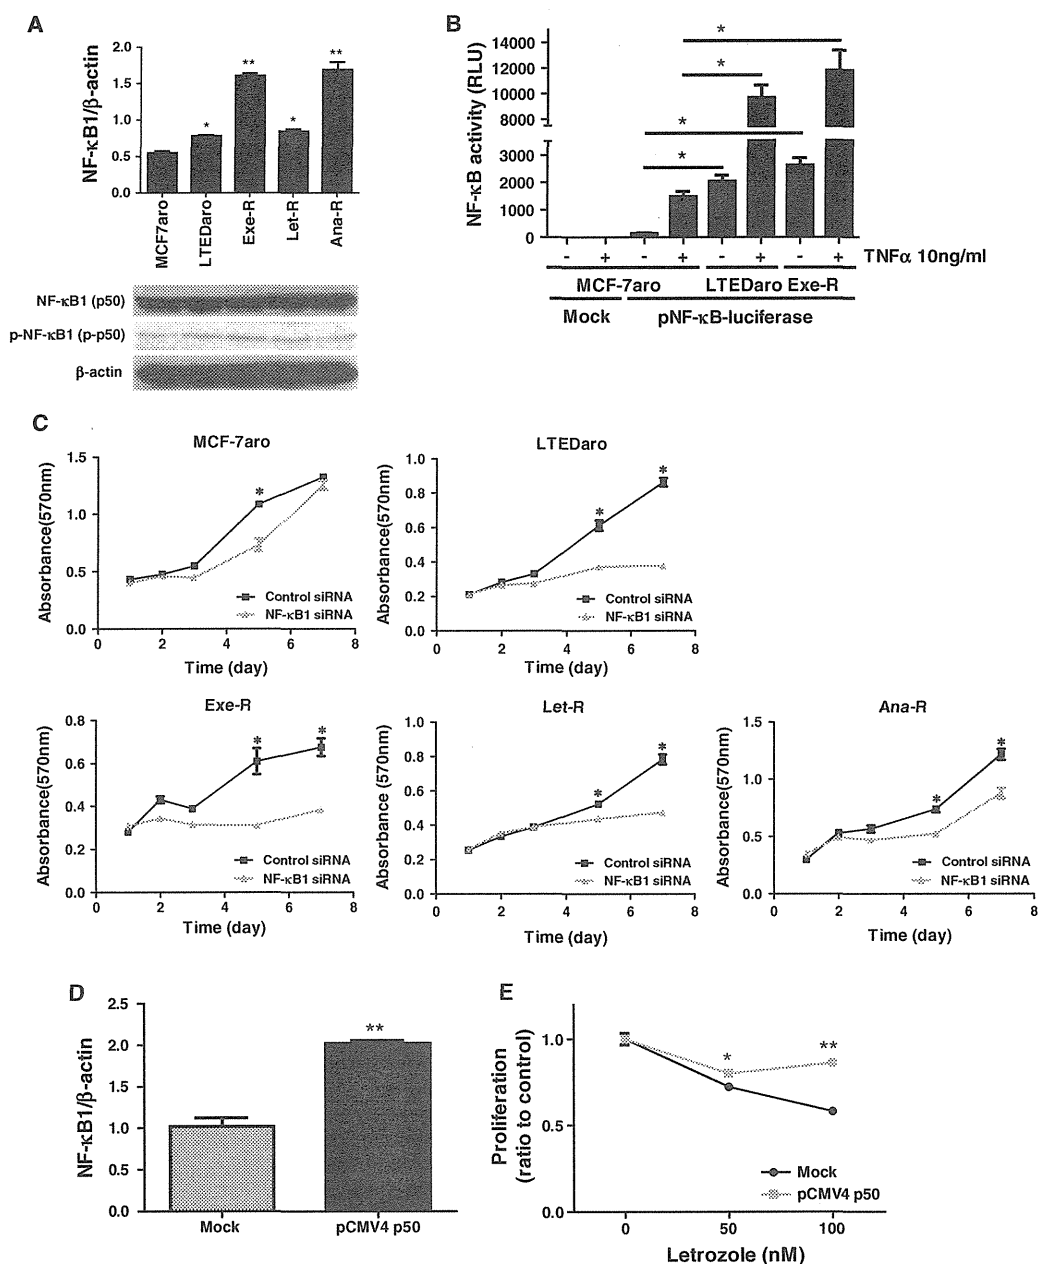 A
NF-κB1/β-actin
2.0
1.5
1.0
0.5
0.0
*
**
*
**
MCF7aro
LTEDaro
Exe-R
Let-R
Ana-R
NF-κB1 (p50)
p-NF-κB1 (p-p50)
β-actin
B
NF-κB activity (RLU)
14000
12000
10000
8000
3000
2000
1000
0
*
*
*
*
- + - + - + - + TNFα 10ng/ml
MCF-7aro LTEDaro Exe-R
Mock pNF-κB-luciferase
C
MCF-7aro
Absorbance(570nm)
1.5
1.0
0.5
0.0
*
Control siRNA
NF-κB1 siRNA
0 2 4 6 8
Time (day)
LTEDaro
Absorbance(570nm)
1.0
0.8
0.6
0.4
0.2
0.0
* *
Control siRNA
NF-κB1 siRNA
0 2 4 6 8
Time (day)
Exe-R
Absorbance(570nm)
0.8
0.6
0.4
0.2
0.0
* *
Control siRNA
NF-κB1 siRNA
0 2 4 6 8
Time (day)
Let-R
Absorbance (570nm)
1.0
0.8
0.6
0.4
0.2
0.0
* *
Control siRNA
NF-κB1 siRNA
0 2 4 6 8
Time (day)
Ana-R
Absorbance(570nm)
1.5
1.0
0.5
0.0
* *
Control siRNA
NF-κB1 siRNA
0 2 4 6 8
Time (day)
D
NF-κB1/β-actin
2.5
2.0
1.5
1.0
0.5
0.0
**
Mock pCMV4 p50
E
Proliferation
(ratio to control)
1.0
0.5
0.0
* **
Mock
pCMV4 p50
0 50 100
Letrozole (nM)